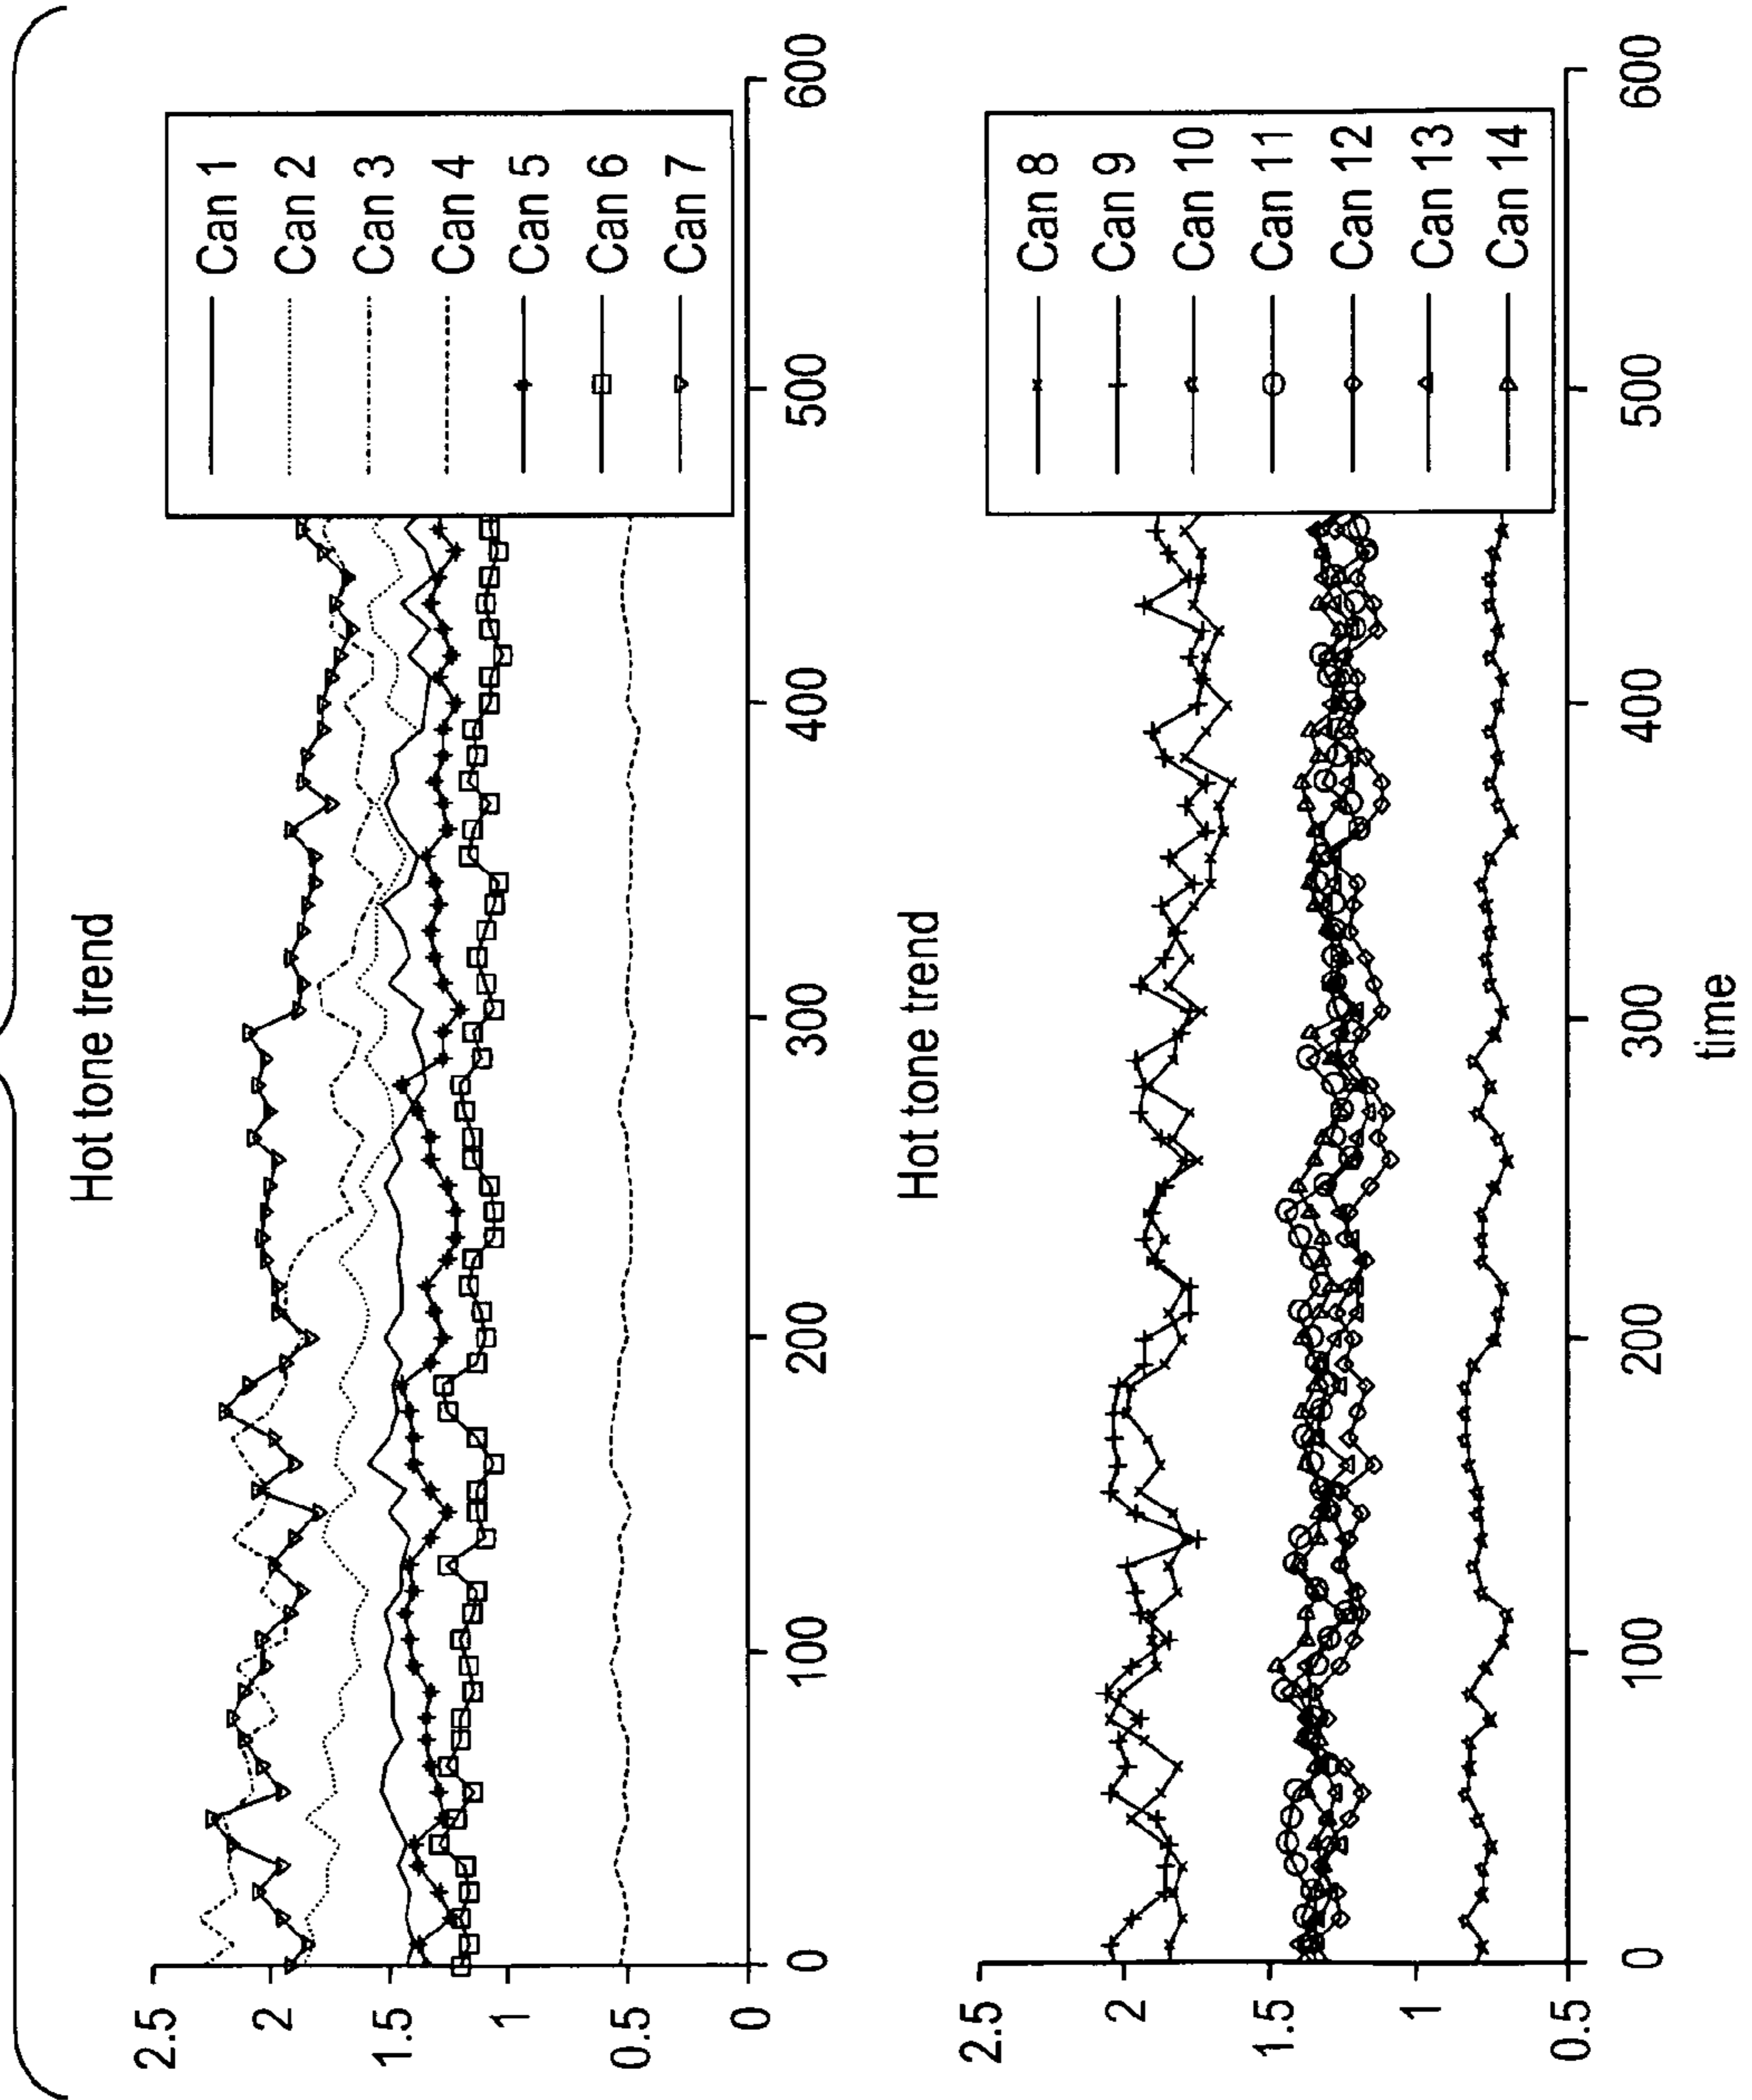 Hot tone trend
2.5
2
1.5
1
0.5
0
0
100
200
300
400
500
600
Can 1
Can 2
Can 3
Can 4
Can 5
Can 6
Can 7
Hot tone trend
2.5
2
1.5
1
0.5
0
100
200
300
400
500
600
time
Can 8
Can 9
Can 10
Can 11
Can 12
Can 13
Can 14